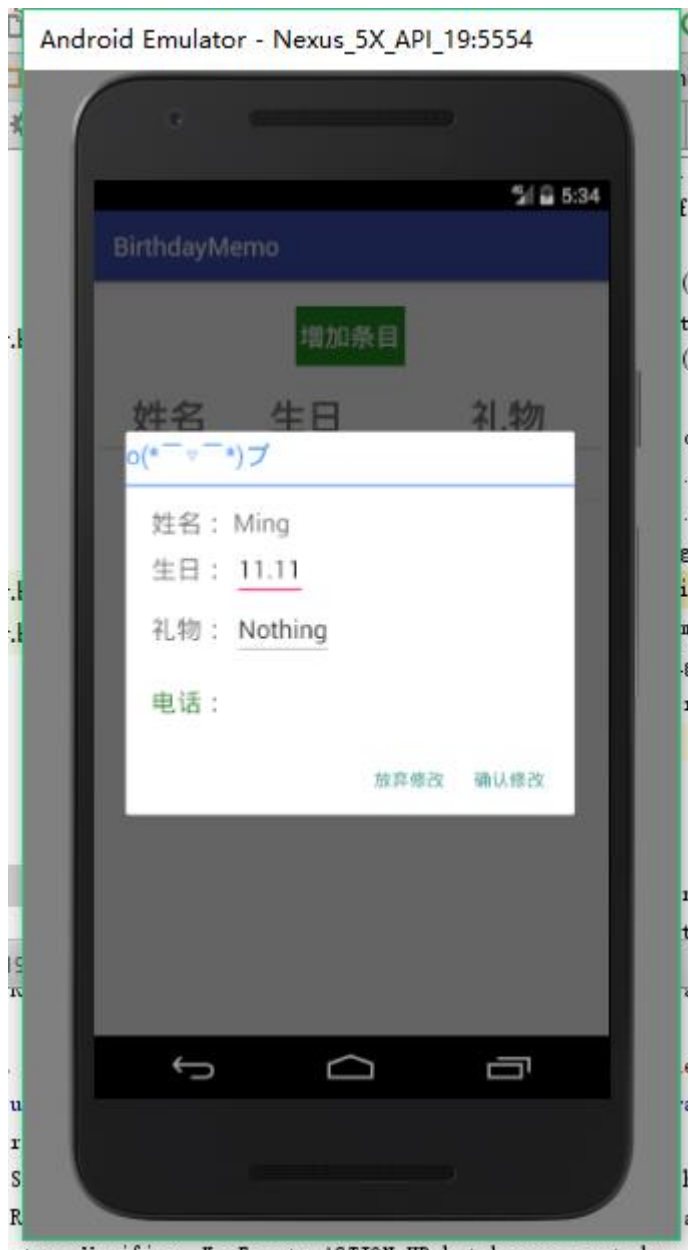 Android Emulator - Nexus_5X_API_19:5554
5:34
BirthdayMemo
增加条目
姓名 生日 礼物
o(*￣▽￣*)ブ
姓名： Ming
生日： 11.11
礼物： Nothing
电话：
放弃修改 确认修改